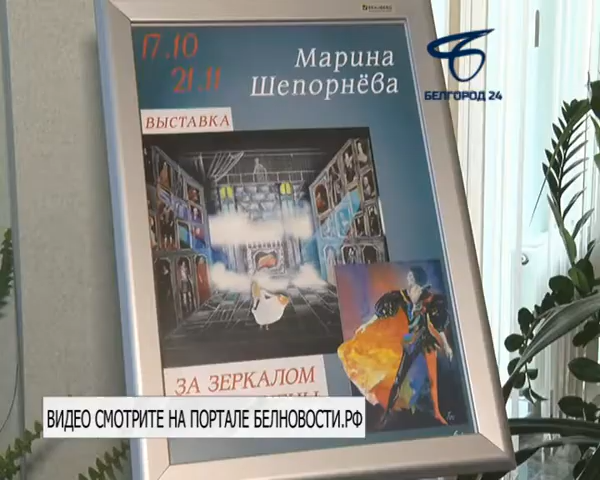 17.10
21.11
Марина
Шепорнёва
ВЫСТАВКА
БЕЛГОРОД 24
ЗА ЗЕРКАЛОМ
ВИДЕО СМОТРИТЕ НА ПОРТАЛЕ БЕЛНОВОСТИ.РФ